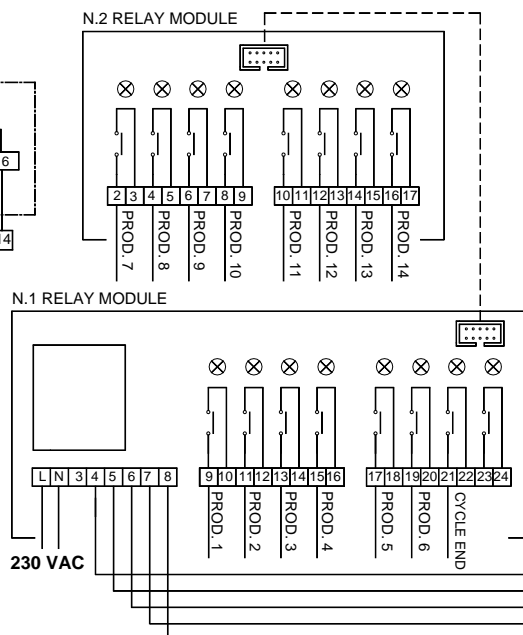 N.2 RELAY MODULE
6
14
2 3 4 5 6 7 8 9 10 11 12 13 14 15 16 17
PROD. 7
PROD. 8
PROD. 9
PROD. 10
PROD. 11
PROD. 12
PROD. 13
PROD. 14
N.1 RELAY MODULE
L N 3 4 5 6 7 8 9 10 11 12 13 14 15 16 17 18 19 20 21 22 23 24
PROD. 1
PROD. 2
PROD. 3
PROD. 4
PROD. 5
PROD. 6
CYCLE END
230 VAC